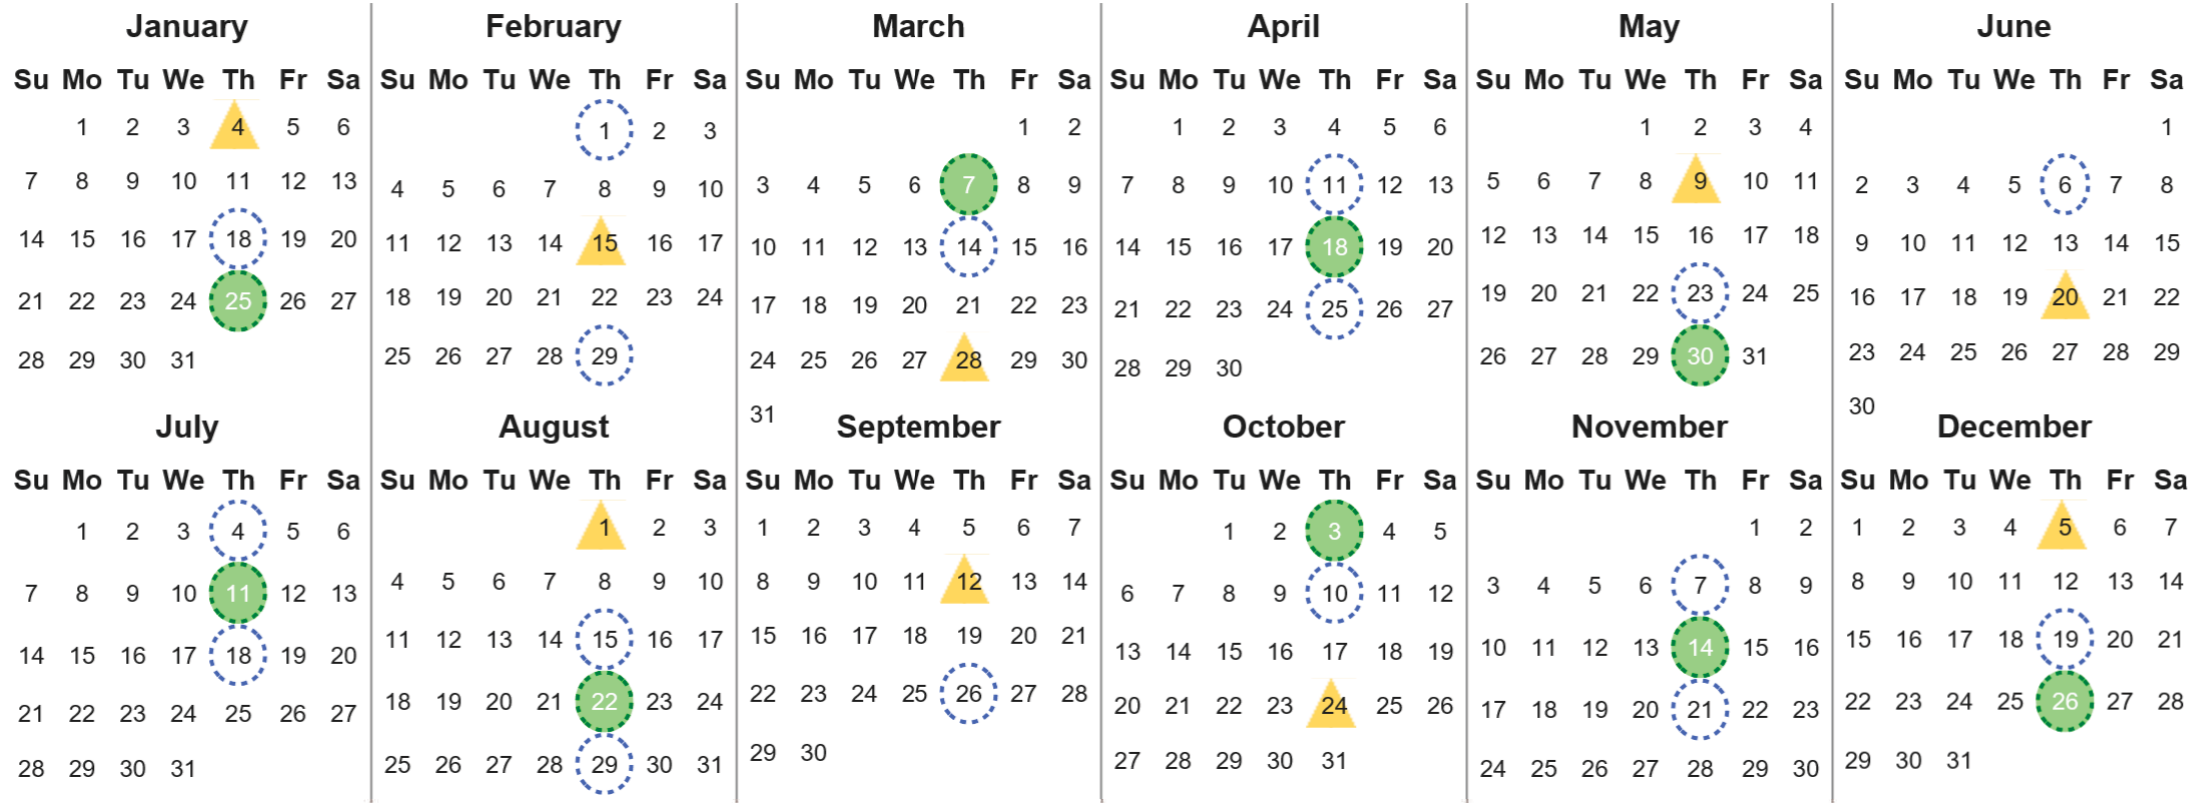 January
Su Mo Tu We Th Fr Sa
1 2 3 4 5 6
7 8 9 10 11 12 13
14 15 16 17 18 19 20
21 22 23 24 25 26 27
28 29 30 31
February
Su Mo Tu We Th Fr Sa
1 2 3
4 5 6 7 8 9 10
11 12 13 14 15 16 17
18 19 20 21 22 23 24
25 26 27 28 29
March
Su Mo Tu We Th Fr Sa
1 2
3 4 5 6 7 8 9
10 11 12 13 14 15 16
17 18 19 20 21 22 23
24 25 26 27 28 29 30
31
April
Su Mo Tu We Th Fr Sa
1 2 3 4 5 6
7 8 9 10 11 12 13
14 15 16 17 18 19 20
21 22 23 24 25 26 27
28 29 30
May
Su Mo Tu We Th Fr Sa
1 2 3 4
5 6 7 8 9 10 11
12 13 14 15 16 17 18
19 20 21 22 23 24 25
26 27 28 29 30 31
June
Su Mo Tu We Th Fr Sa
1
2 3 4 5 6 7 8
9 10 11 12 13 14 15
16 17 18 19 20 21 22
23 24 25 26 27 28 29
30
July
Su Mo Tu We Th Fr Sa
1 2 3 4 5 6
7 8 9 10 11 12 13
14 15 16 17 18 19 20
21 22 23 24 25 26 27
28 29 30 31
August
Su Mo Tu We Th Fr Sa
1 2 3
4 5 6 7 8 9 10
11 12 13 14 15 16 17
18 19 20 21 22 23 24
25 26 27 28 29 30 31
September
Su Mo Tu We Th Fr Sa
1 2 3 4 5 6 7
8 9 10 11 12 13 14
15 16 17 18 19 20 21
22 23 24 25 26 27 28
29 30
October
Su Mo Tu We Th Fr Sa
1 2 3 4 5
6 7 8 9 10 11 12
13 14 15 16 17 18 19
20 21 22 23 24 25 26
27 28 29 30 31
November
Su Mo Tu We Th Fr Sa
1 2
3 4 5 6 7 8 9
10 11 12 13 14 15 16
17 18 19 20 21 22 23
24 25 26 27 28 29 30
December
Su Mo Tu We Th Fr Sa
1 2 3 4 5 6 7
8 9 10 11 12 13 14
15 16 17 18 19 20 21
22 23 24 25 26 27 28
29 30 31